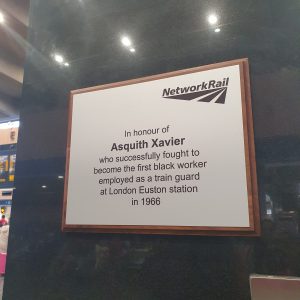 NetworkRail
In honour of
Asquith Xavier
who successfully fought to
become the first black worker
employed as a train guard
at London Euston station
in 1966